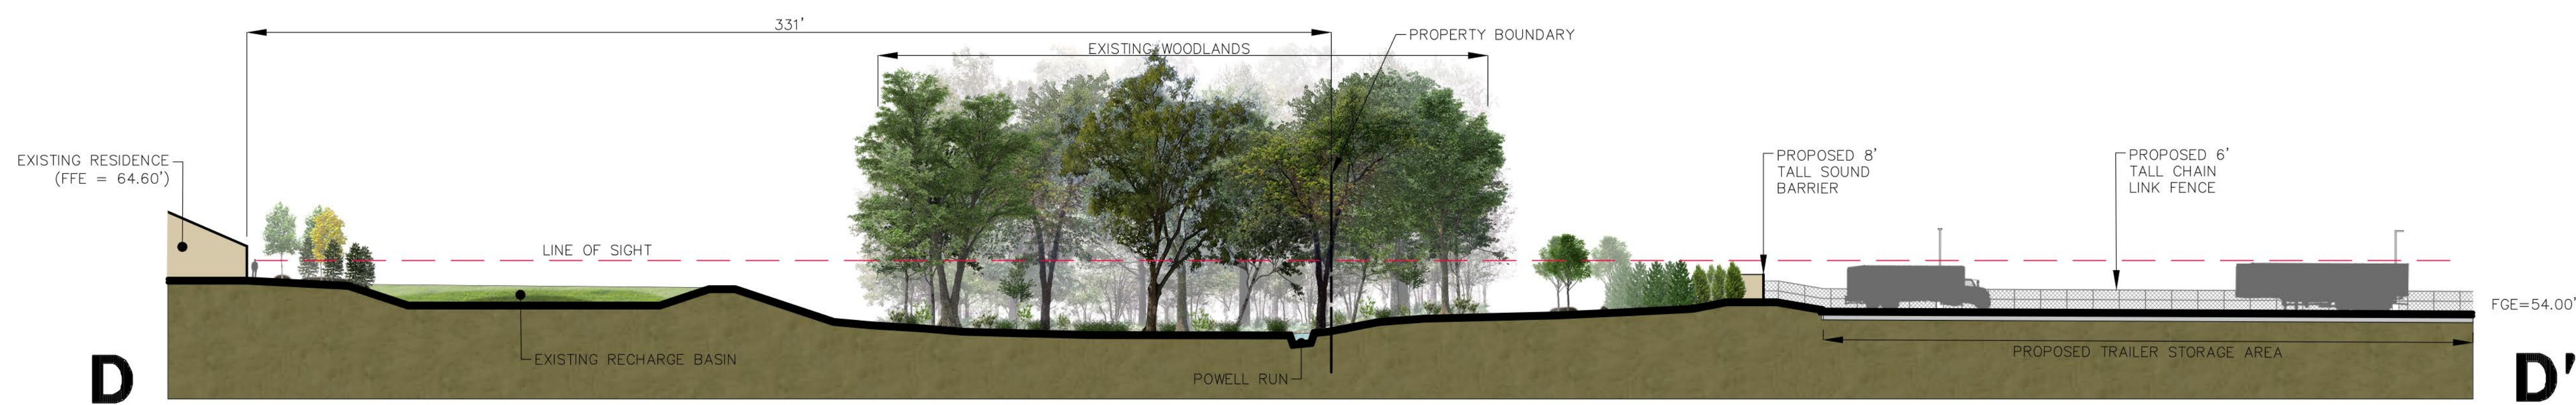 331'
EXISTING WOODLANDS
PROPERTY BOUNDARY
EXISTING RESIDENCE
(FFE = 64.60')
LINE OF SIGHT
PROPOSED 8'
TALL SOUND
BARRIER
PROPOSED 6'
TALL CHAIN
LINK FENCE
FGE=54.00'
EXISTING RECHARGE BASIN
POWELL RUN
PROPOSED TRAILER STORAGE AREA
D
D'